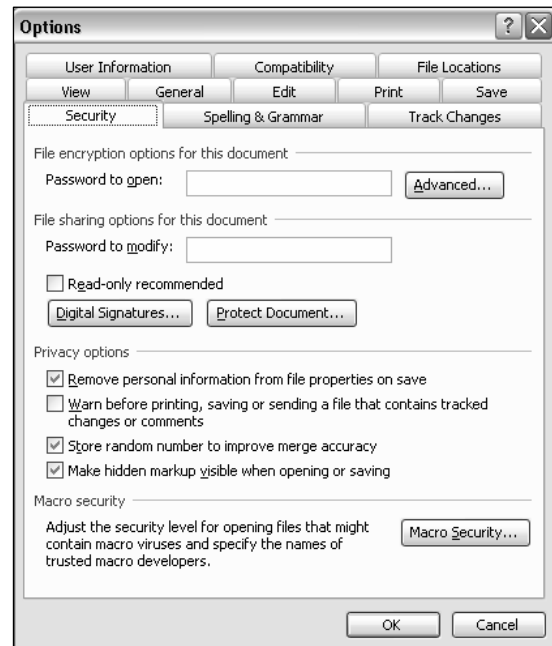 Options
User Information
Compatibility
File Locations
View
General
Edit
Print
Save
Security
Spelling & Grammar
Track Changes
File encryption options for this document
Password to open:
Advanced...
File sharing options for this document
Password to modify:
Read-only recommended
Digital Signatures...
Protect Document...
Privacy options
Remove personal information from file properties on save
Warn before printing, saving or sending a file that contains tracked
changes or comments
Store random number to improve merge accuracy
Make hidden markup visible when opening or saving
Macro security
Adjust the security level for opening files that might
contain macro viruses and specify the names of
trusted macro developers.
Macro Security...
OK
Cancel